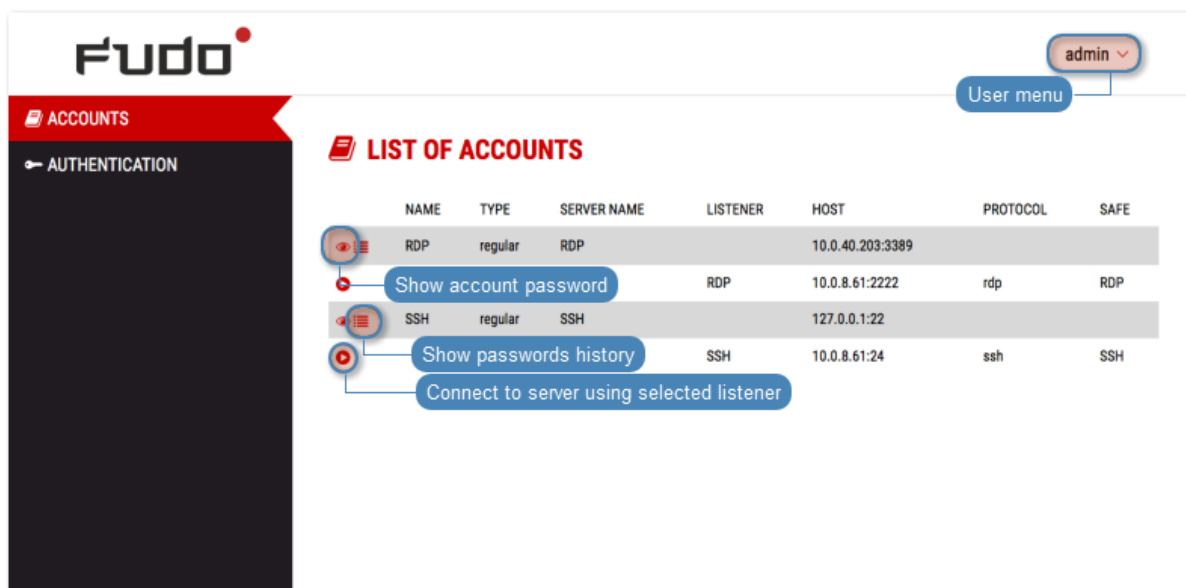 Fudo
admin
User menu
ACCOUNTS
AUTHENTICATION
LIST OF ACCOUNTS
NAME TYPE SERVER NAME LISTENER HOST PROTOCOL SAFE
RDP regular RDP 10.0.40.203:3389
Show account password RDP 10.0.8.61:2222 rdp RDP
SSH regular SSH 127.0.0.1:22
Show passwords history SSH 10.0.8.61:24 ssh SSH
Connect to server using selected listener